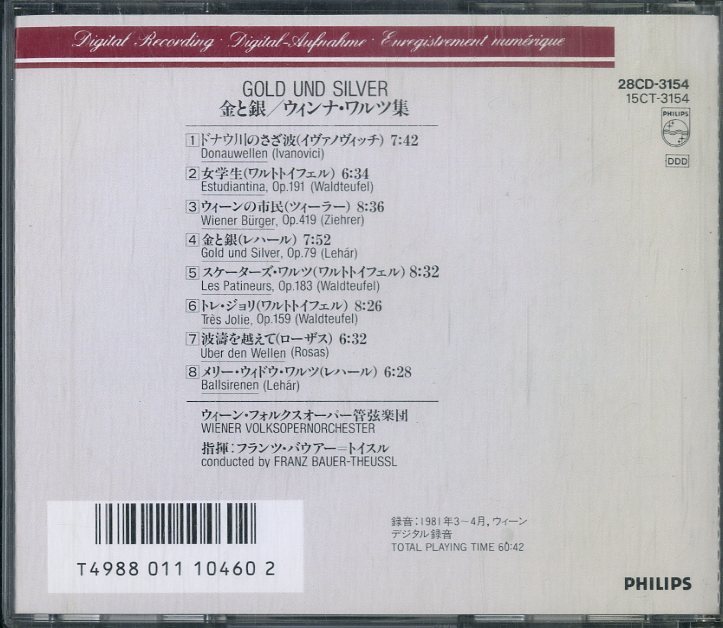 Digital Recording · Digital-Aufnahme · Enregistrement numérique
28CD-3154
15CT-3154
PHILIPS
DDD
GOLD UND SILVER
金と銀/ウィンナ・ワルツ集
1 ドナウ川のさざ波(イヴァノヴィッチ) 7:42
Donauwellen (Ivanovici)
2 女学生(ワルトトイフェル) 6:34
Estudiantina, Op.191 (Waldteufel)
3 ウィーンの市民(ツィーラー) 8:36
Wiener Bürger, Op.419 (Ziehrer)
4 金と銀(レハール) 7:52
Gold und Silver, Op.79 (Lehár)
5 スケーターズ・ワルツ(ワルトトイフェル) 8:32
Les Patineurs, Op.183 (Waldteufel)
6 トレ・ジョリ(ワルトトイフェル) 8:26
Très Jolie, Op.159 (Waldteufel)
7 波濤を越えて(ローザス) 6:32
Über den Wellen (Rosas)
8 メリー・ウィドウ・ワルツ(レハール) 6:28
Ballsirenen (Lehár)
ウィーン・フォルクスオーパー管弦楽団
WIENER VOLKSOPERNORCHESTER
指揮:フランツ・バウアー=トイスル
conducted by FRANZ BAUER-THEUSSL
録音:1981年3〜4月, ウィーン
デジタル録音
TOTAL PLAYING TIME 60:42
T4988 011 10460 2
PHILIPS